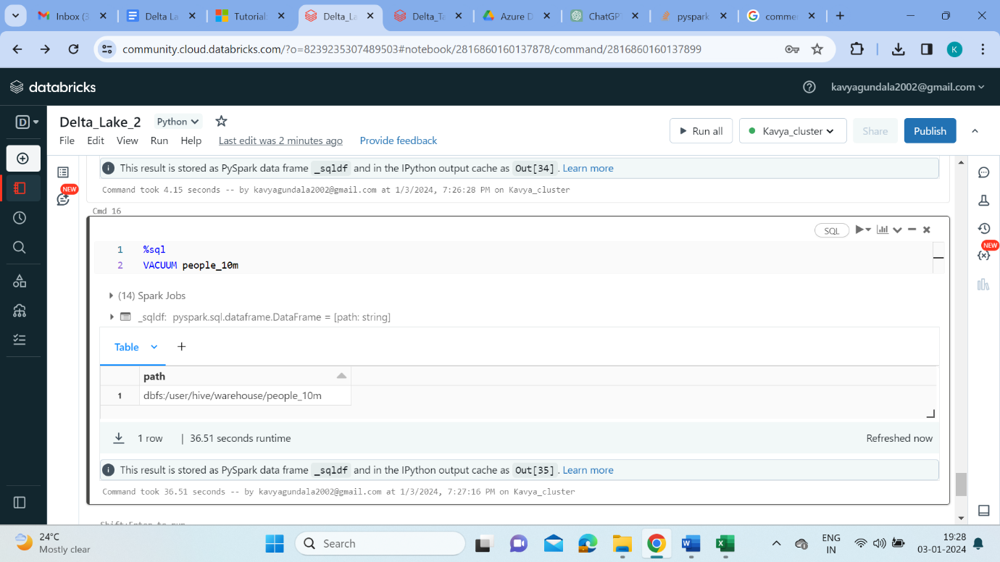 Inbox (3
Delta La
Tutorial:
Delta_La
Delta_Ta
Azure D
ChatGP
pyspark
comme
community.cloud.databricks.com/?o=8239235307489503#notebook/2816860160137878/command/2816860160137899
K
databricks
kavyagundala2002@gmail.com
D
Delta_Lake_2
Python
File Edit View Run Help Last edit was 2 minutes ago Provide feedback
Run all
Kavya_cluster
Share
Publish
NEW
NEW
This result is stored as PySpark data frame _sqldf and in the IPython output cache as Out[34] . Learn more
Command took 4.15 seconds -- by kavyagundala2002@gmail.com at 1/3/2024, 7:26:28 PM on Kavya_cluster
Cmd 16
SQL
1 %sql
2 VACUUM people_10m
(14) Spark Jobs
_sqldf: pyspark.sql.dataframe.DataFrame = [path: string]
Table
path
1 dbfs:/user/hive/warehouse/people_10m
1 row | 36.51 seconds runtime
Refreshed now
This result is stored as PySpark data frame _sqldf and in the IPython output cache as Out[35] . Learn more
Command took 36.51 seconds -- by kavyagundala2002@gmail.com at 1/3/2024, 7:27:16 PM on Kavya_cluster
24°C
Mostly clear
Search
ENG
IN
19:28
03-01-2024